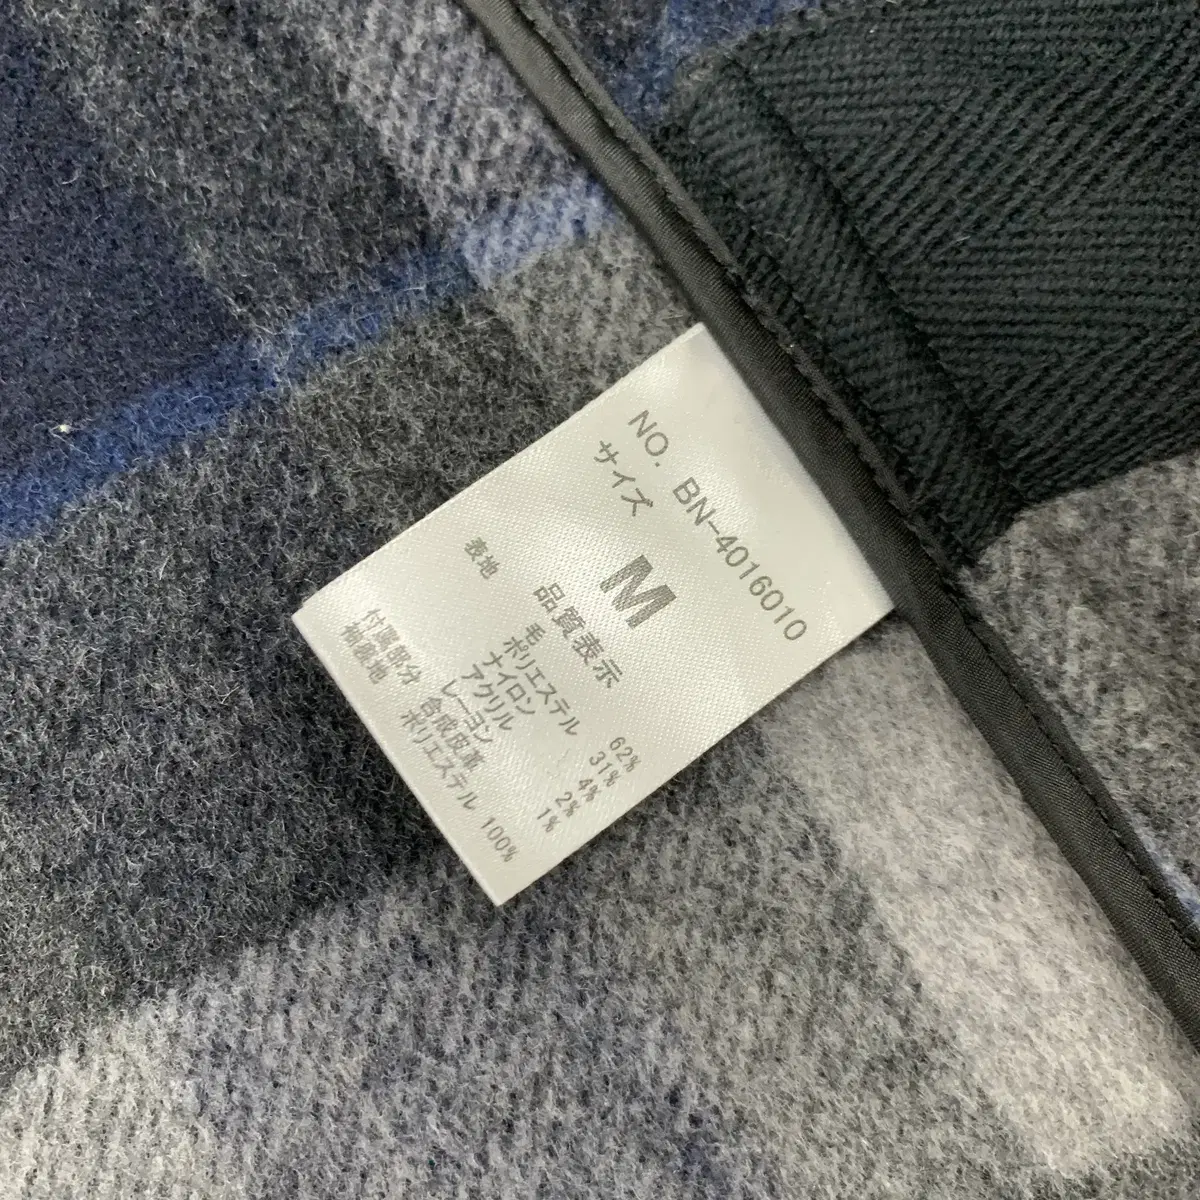 NO. BN-4016010
サイズ
M
品質表示
表地 毛 62%
ポリエステル 31%
ナイロン 4%
アクリル 2%
レーヨン 1%
付属部分 合成皮革
袖裏地 ポリエステル 100%